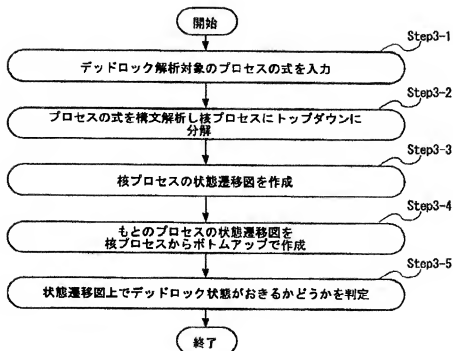 開始
Step3-1
デッドロック解析対象のプロセスの式を入力
Step3-2
プロセスの式を構文解析し核プロセスにトップダウンに
分解
Step3-3
核プロセスの状態遷移図を作成
Step3-4
もとのプロセスの状態遷移図を
核プロセスからボトムアップで作成
Step3-5
状態遷移図上でデッドロック状態がおきるかどうかを判定
終了